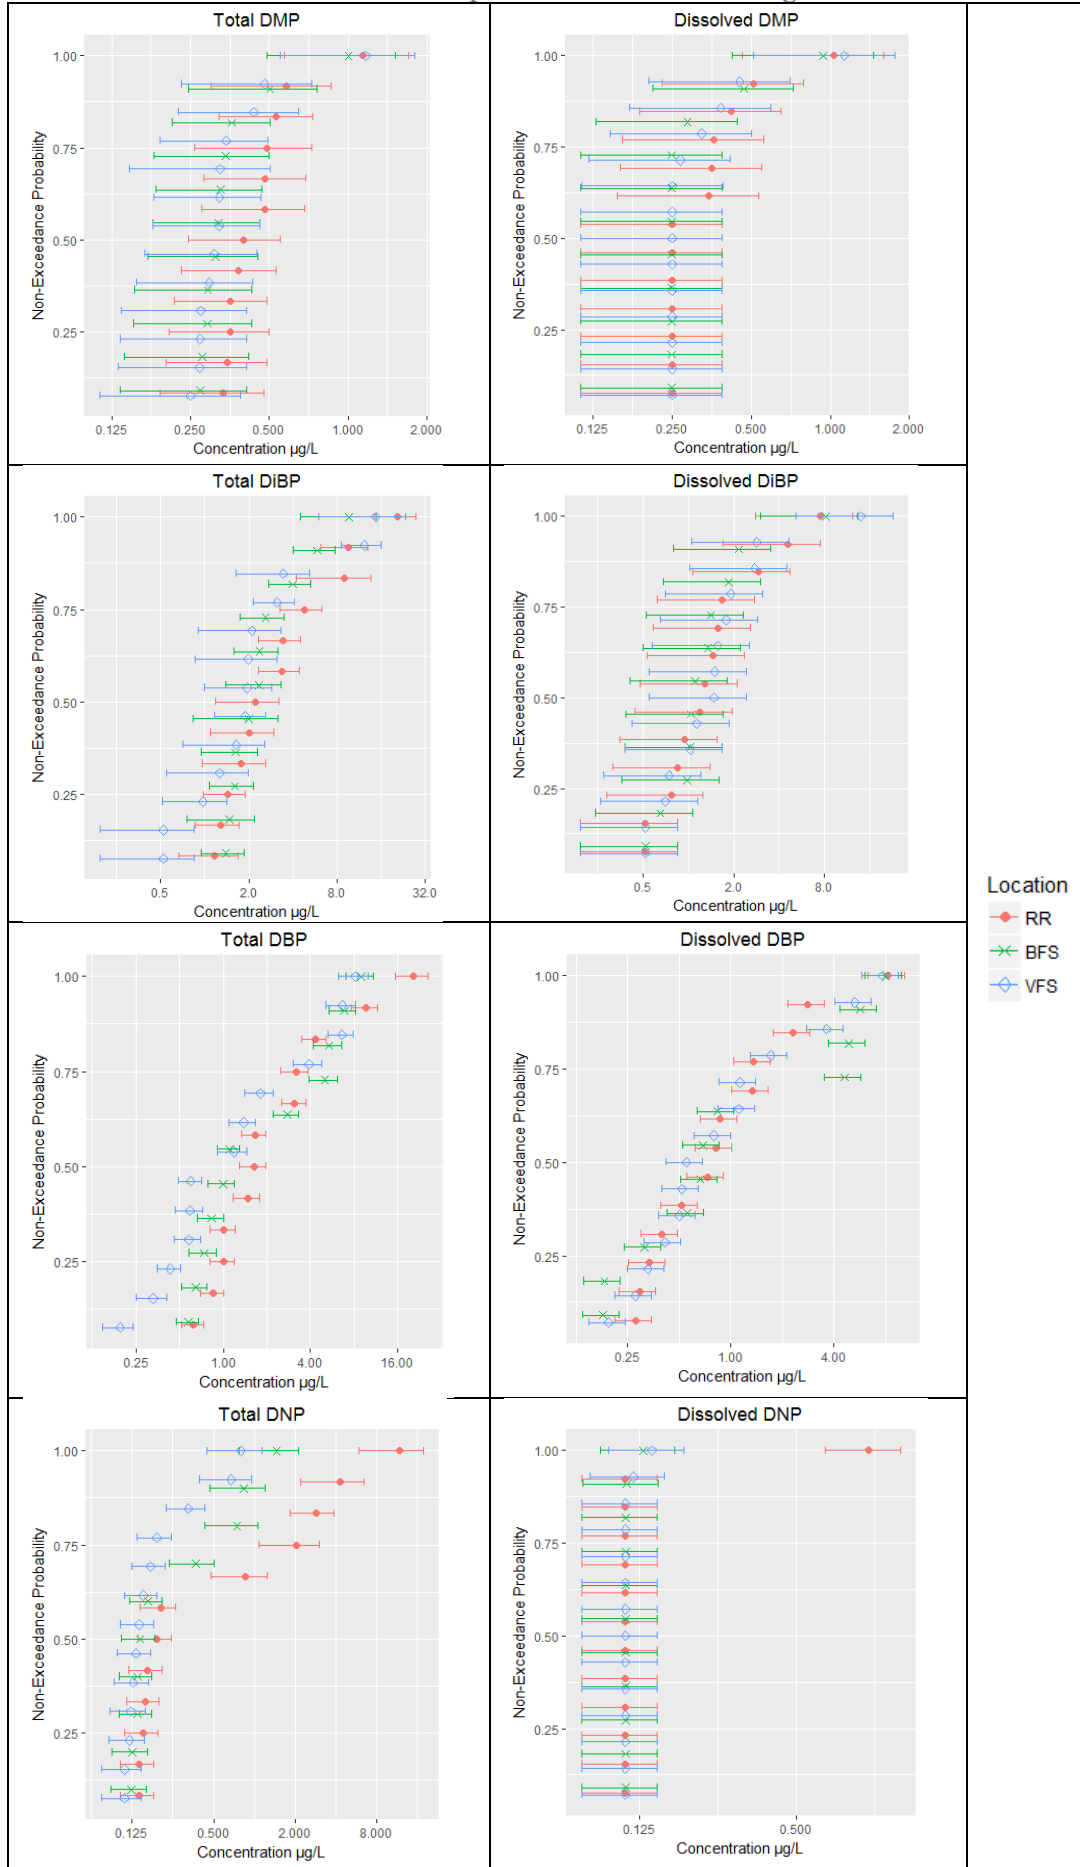 Total DMP
Dissolved DMP
Non-Exceedance Probability
1.00
0.75
0.50
0.25
0.125
0.250
0.500
1.000
2.000
Concentration µg/L
Non-Exceedance Probability
1.00
0.75
0.50
0.25
0.125
0.250
0.500
1.000
2.000
Concentration µg/L
Total DiBP
Dissolved DiBP
Non-Exceedance Probability
1.00
0.75
0.50
0.25
0.5
2.0
8.0
32.0
Concentration µg/L
Non-Exceedance Probability
1.00
0.75
0.50
0.25
0.5
2.0
8.0
Concentration µg/L
Location
RR
BFS
VFS
Total DBP
Dissolved DBP
Non-Exceedance Probability
1.00
0.75
0.50
0.25
0.25
1.00
4.00
16.00
Concentration µg/L
Non-Exceedance Probability
1.00
0.75
0.50
0.25
0.25
1.00
4.00
Concentration µg/L
Total DNP
Dissolved DNP
Non-Exceedance Probability
1.00
0.75
0.50
0.25
0.125
0.500
2.000
8.000
Concentration µg/L
Non-Exceedance Probability
1.00
0.75
0.50
0.25
0.125
0.500
Concentration µg/L